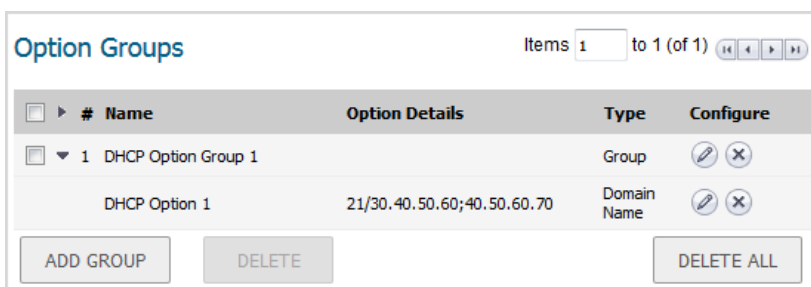 Option Groups
Items 1 to 1 (of 1)
# Name Option Details Type Configure
1 DHCP Option Group 1 Group
DHCP Option 1 21/30.40.50.60;40.50.60.70 Domain
Name
ADD GROUP DELETE DELETE ALL